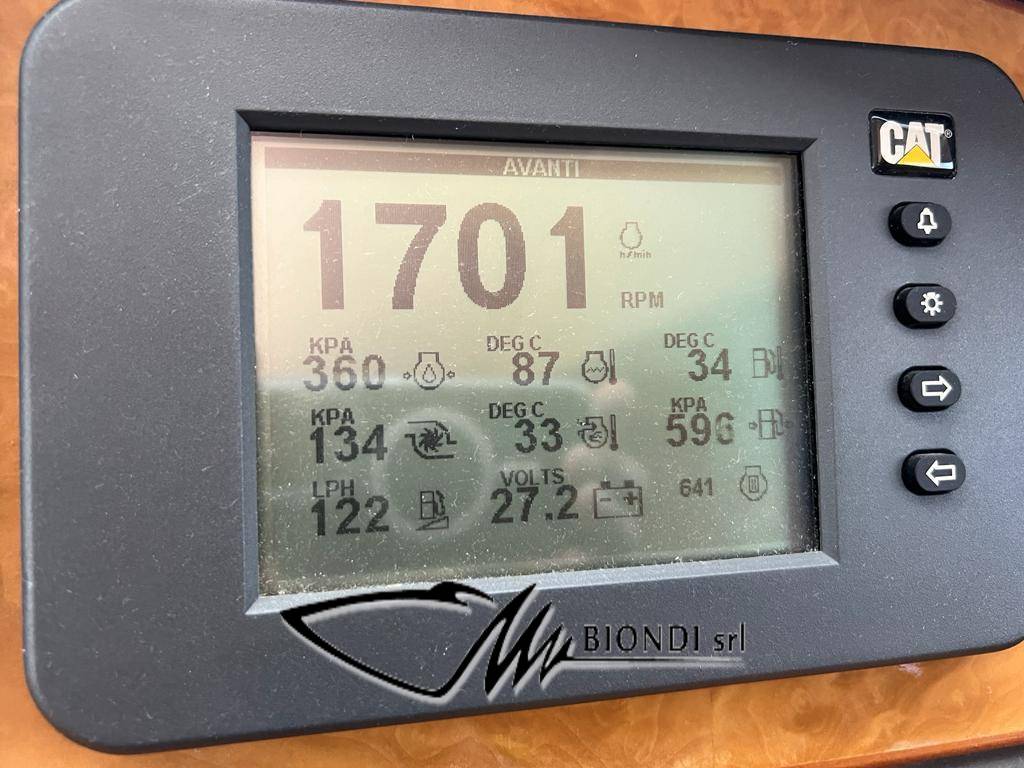 AVANTI
CAT®
1701
h/min
RPM
KPA DEG C DEG C
360 87 34
KPA DEG C KPA
134 33 596
LPH VOLTS
122 27.2 641
BIONDI srl